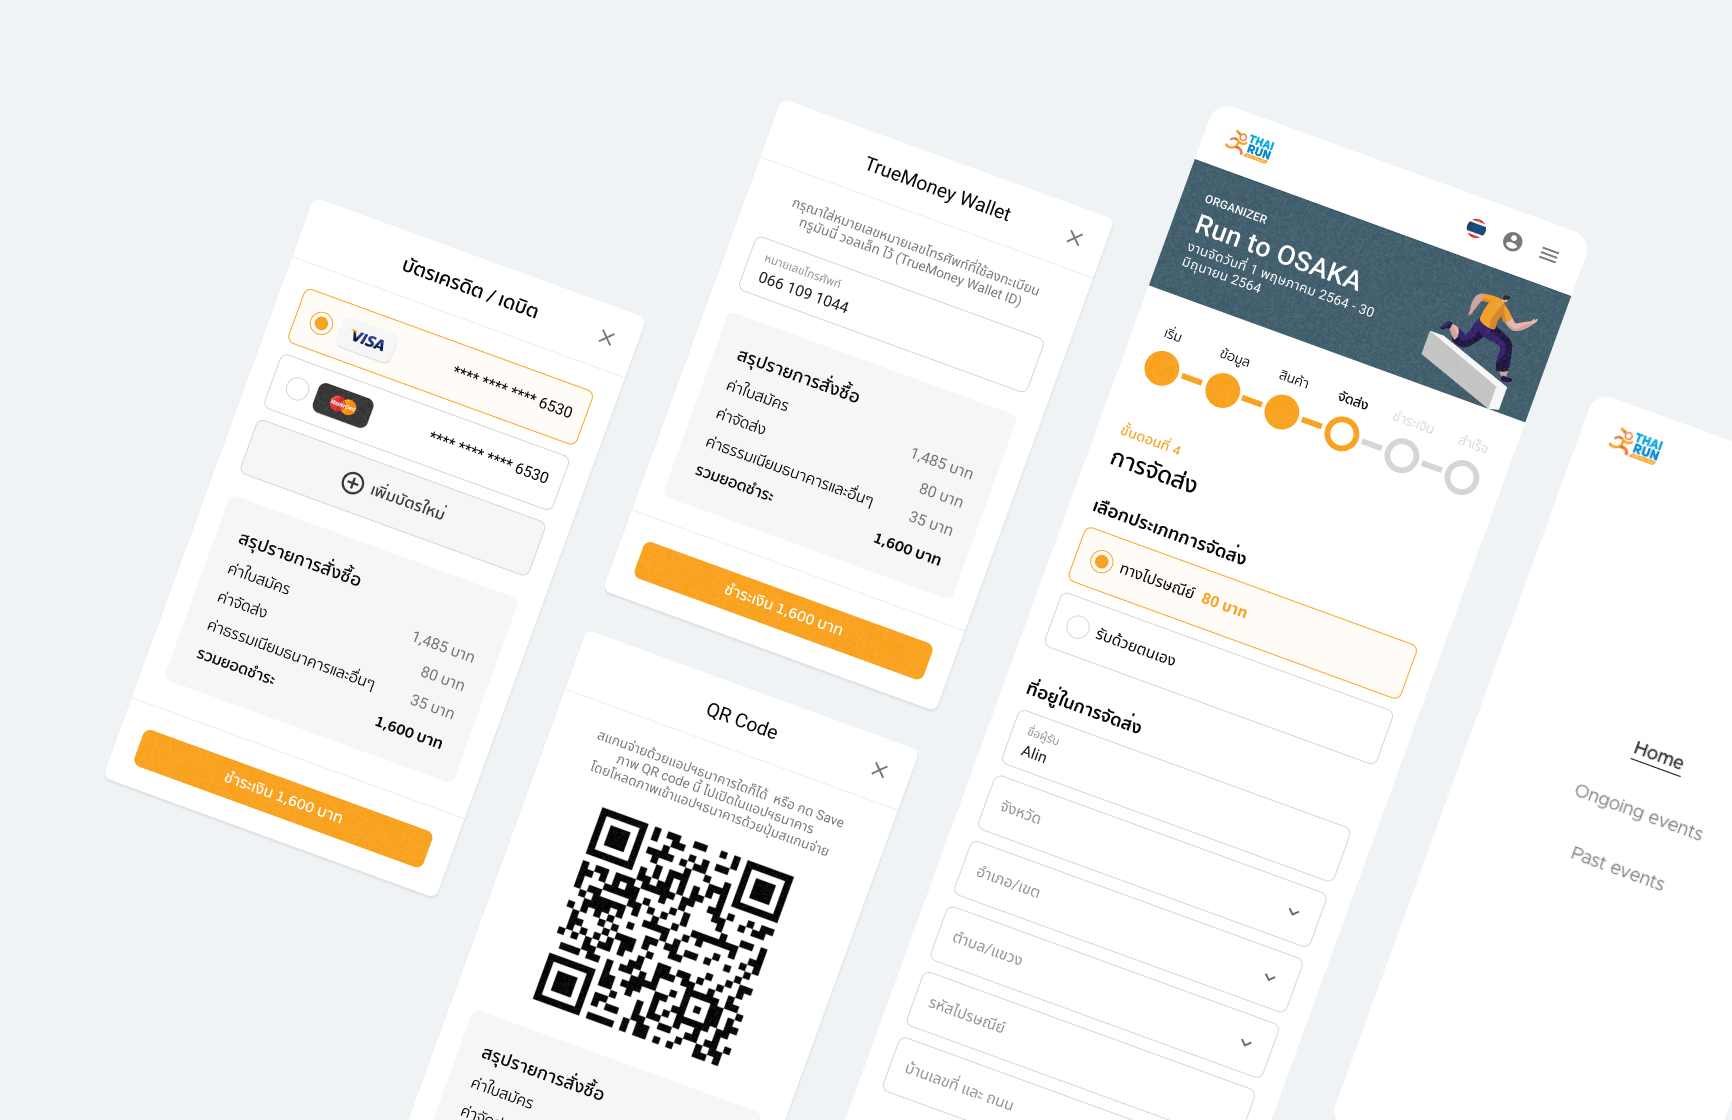 บัตรเครดิต / เดบิต
VISA
**** **** **** 6530
MasterCard
**** **** **** 6530
เพิ่มบัตรใหม่
สรุปรายการสั่งซื้อ
ค่าใบสมัคร
1,485 บาท
ค่าจัดส่ง
80 บาท
ค่าธรรมเนียมธนาคารและอื่นๆ
35 บาท
รวมยอดชำระ
1,600 บาท
ชำระเงิน 1,600 บาท
TrueMoney Wallet
กรุณาใส่หมายเลขหมายเลขโทรศัพท์ที่ใช้ลงทะเบียน
ทรูมันนี่ วอลเล็ท ไว้ (TrueMoney Wallet ID)
หมายเลขโทรศัพท์
066 109 1044
สรุปรายการสั่งซื้อ
ค่าใบสมัคร
1,485 บาท
ค่าจัดส่ง
80 บาท
ค่าธรรมเนียมธนาคารและอื่นๆ
35 บาท
รวมยอดชำระ
1,600 บาท
ชำระเงิน 1,600 บาท
QR Code
สแกนจ่ายด้วยแอปฯธนาคารใดก็ได้ หรือ กด Save
ภาพ QR code นี้ ไปเปิดในแอปฯธนาคาร
โดยโหลดภาพเข้าแอปฯธนาคารด้วยปุ่มสแกนจ่าย
สรุปรายการสั่งซื้อ
ค่าใบสมัคร
THAI
RUN
ORGANIZER
Run to OSAKA
งานจัดวันที่ 1 พฤษภาคม 2564 - 30
มิถุนายน 2564
เริ่ม
ข้อมูล
สินค้า
จัดส่ง
ชำระเงิน
สำเร็จ
ขั้นตอนที่ 4
การจัดส่ง
เลือกประเภทการจัดส่ง
ทางไปรษณีย์ 80 บาท
รับด้วยตนเอง
ที่อยู่ในการจัดส่ง
ชื่อผู้รับ
Alin
จังหวัด
อำเภอ/เขต
ตำบล/แขวง
รหัสไปรษณีย์
บ้านเลขที่ และ ถนน
THAI
RUN
Home
Ongoing events
Past events